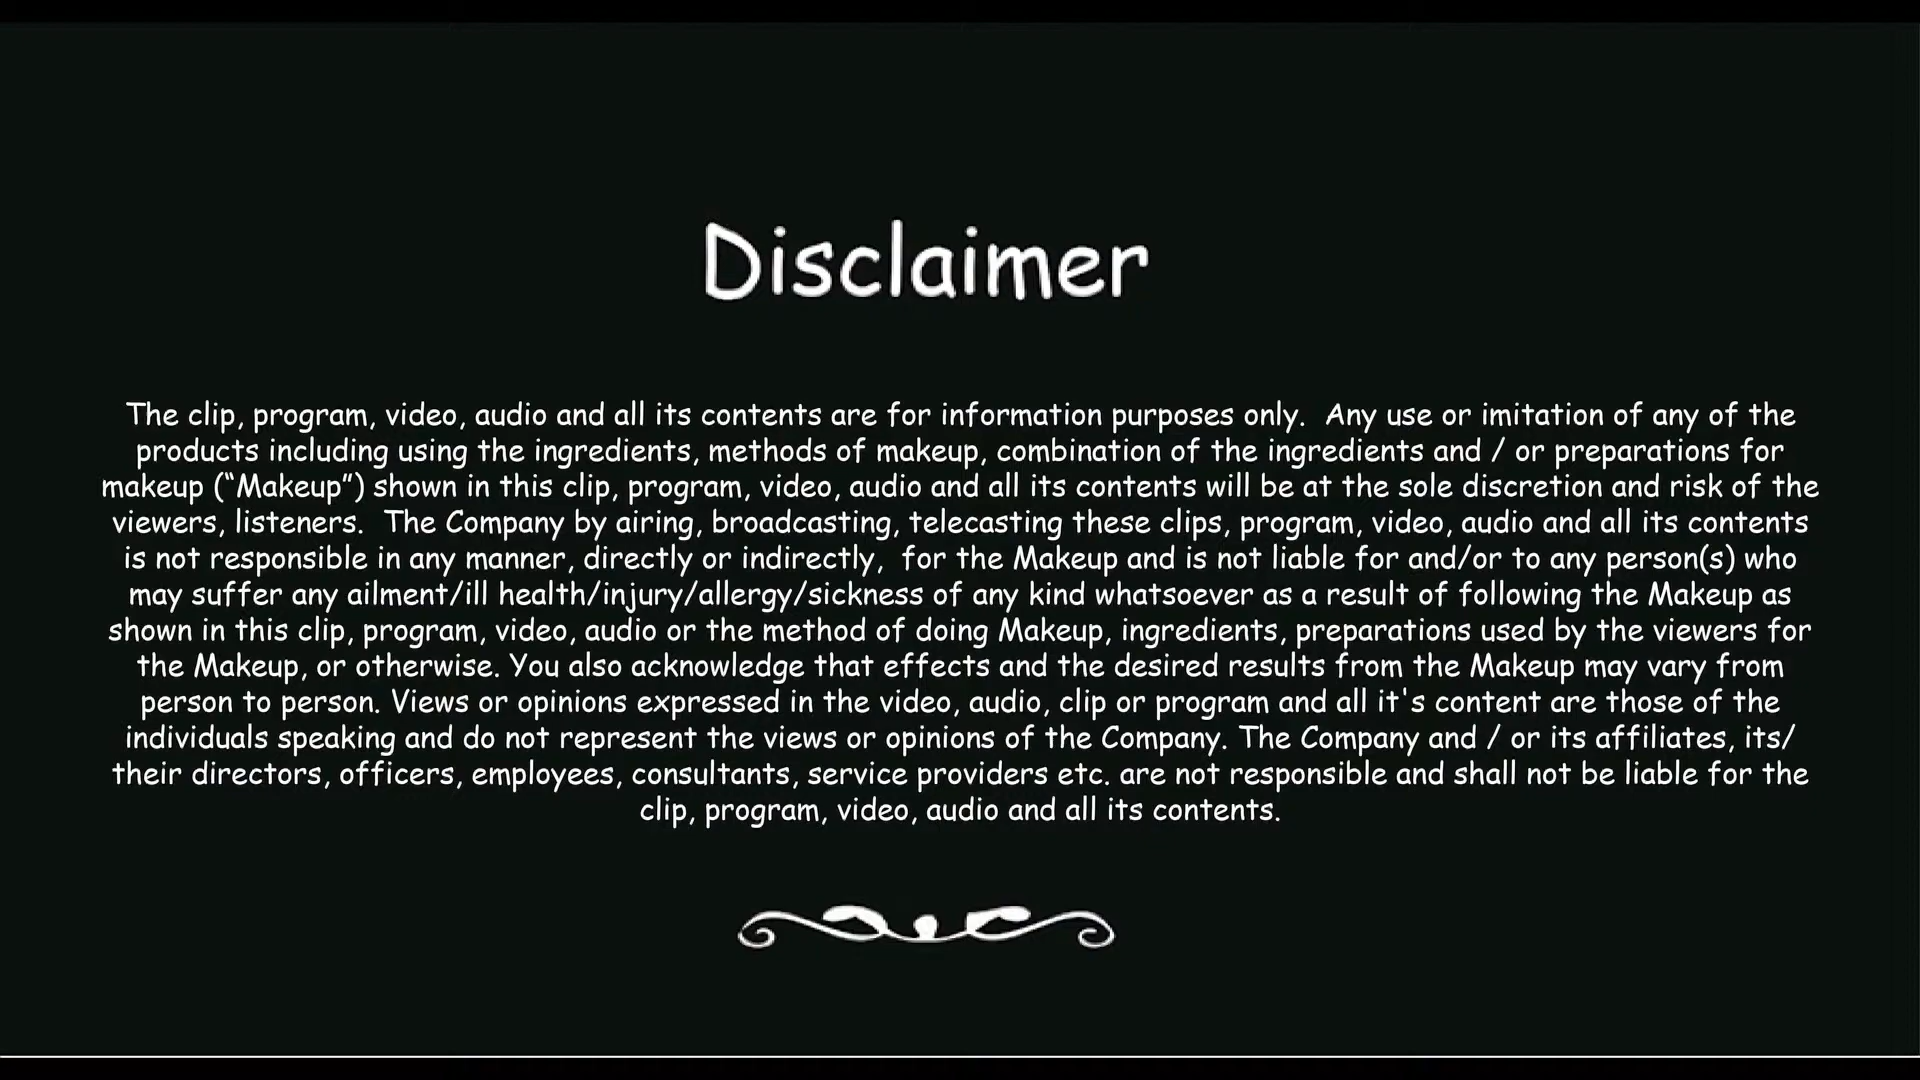 Disclaimer
The clip, program, video, audio and all its contents are for information purposes only.  Any use or imitation of any of the
products including using the ingredients, methods of makeup, combination of the ingredients and / or preparations for
makeup (“Makeup”) shown in this clip, program, video, audio and all its contents will be at the sole discretion and risk of the
viewers, listeners.  The Company by airing, broadcasting, telecasting these clips, program, video, audio and all its contents
is not responsible in any manner, directly or indirectly,  for the Makeup and is not liable for and/or to any person(s) who
may suffer any ailment/ill health/injury/allergy/sickness of any kind whatsoever as a result of following the Makeup as
shown in this clip, program, video, audio or the method of doing Makeup, ingredients, preparations used by the viewers for
the Makeup, or otherwise. You also acknowledge that effects and the desired results from the Makeup may vary from
person to person. Views or opinions expressed in the video, audio, clip or program and all it's content are those of the
individuals speaking and do not represent the views or opinions of the Company. The Company and / or its affiliates, its/
their directors, officers, employees, consultants, service providers etc. are not responsible and shall not be liable for the
clip, program, video, audio and all its contents.